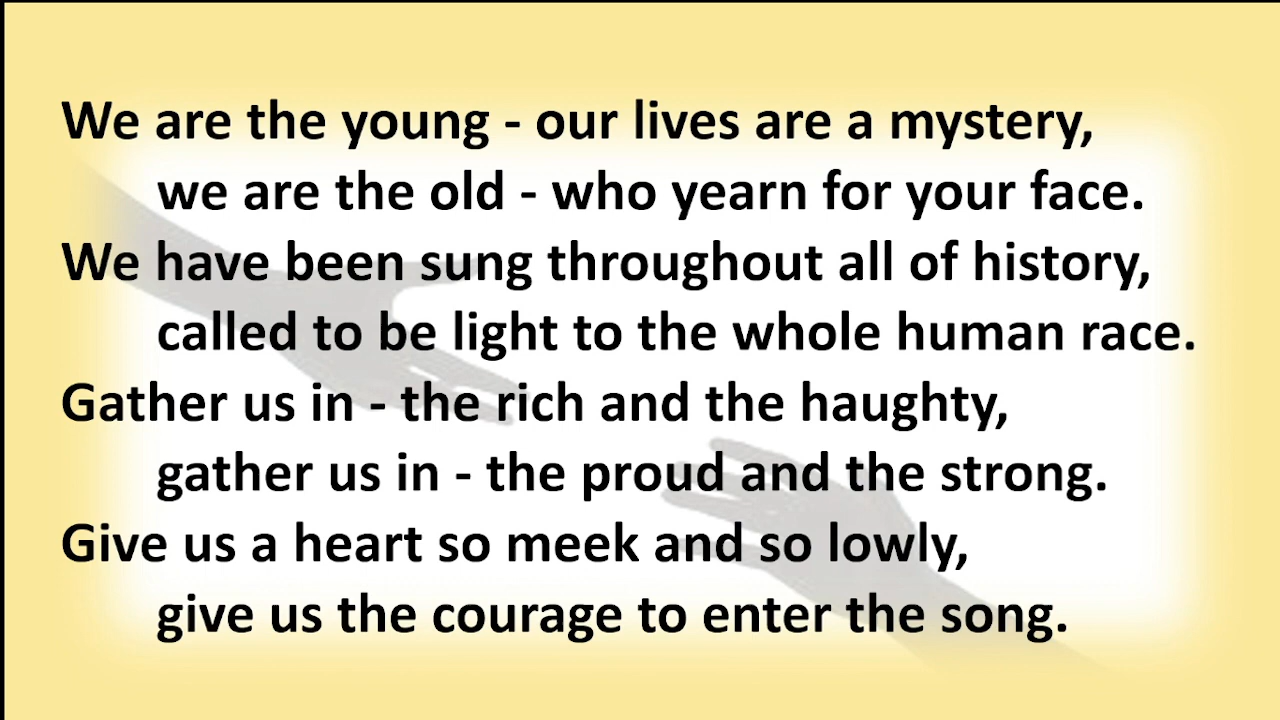 We are the young - our lives are a mystery,
we are the old - who yearn for your face.
We have been sung throughout all of history,
called to be light to the whole human race.
Gather us in - the rich and the haughty,
gather us in - the proud and the strong.
Give us a heart so meek and so lowly,
give us the courage to enter the song.